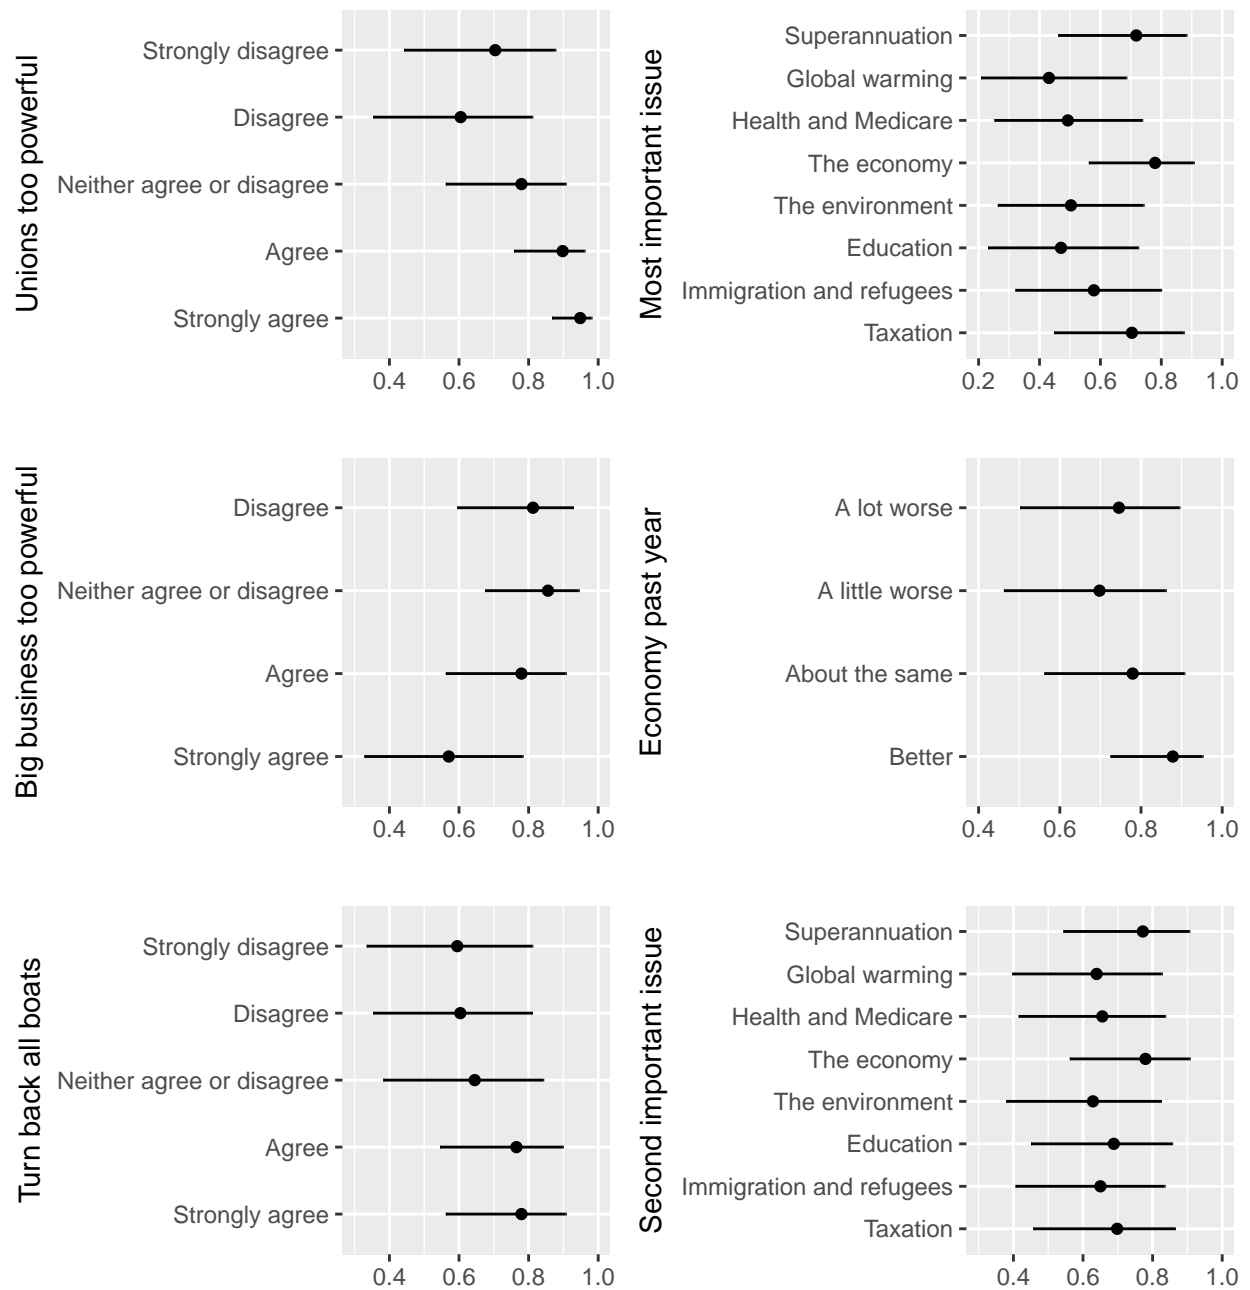 Unions too powerful
Strongly disagree
Disagree
Neither agree or disagree
Agree
Strongly agree
0.4 0.6 0.8 1.0
Most important issue
Superannuation
Global warming
Health and Medicare
The economy
The environment
Education
Immigration and refugees
Taxation
0.2 0.4 0.6 0.8 1.0
Big business too powerful
Disagree
Neither agree or disagree
Agree
Strongly agree
0.4 0.6 0.8 1.0
Economy past year
A lot worse
A little worse
About the same
Better
0.4 0.6 0.8 1.0
Turn back all boats
Strongly disagree
Disagree
Neither agree or disagree
Agree
Strongly agree
0.4 0.6 0.8 1.0
Second important issue
Superannuation
Global warming
Health and Medicare
The economy
The environment
Education
Immigration and refugees
Taxation
0.4 0.6 0.8 1.0